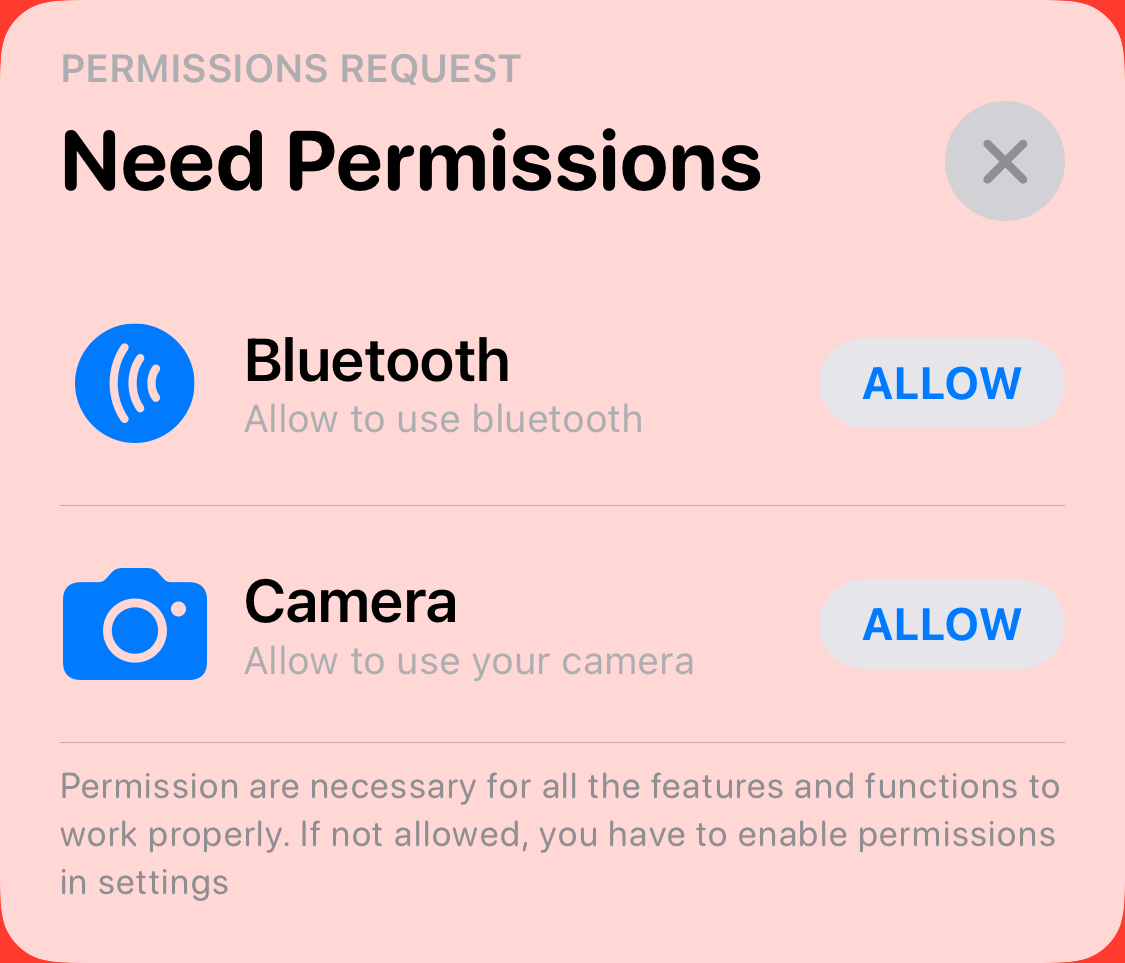 PERMISSIONS REQUEST
Need Permissions
Bluetooth
Allow to use bluetooth
ALLOW
Camera
Allow to use your camera
ALLOW
Permission are necessary for all the features and functions to
work properly. If not allowed, you have to enable permissions
in settings